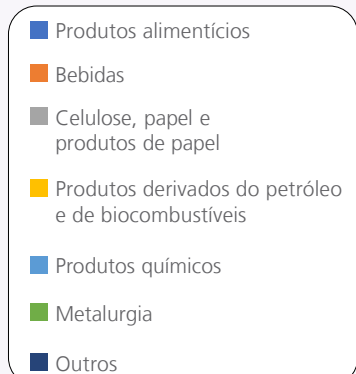 Produtos alimentícios
Bebidas
Celulose, papel e
produtos de papel
Produtos derivados do petróleo
e de biocombustíveis
Produtos químicos
Metalurgia
Outros